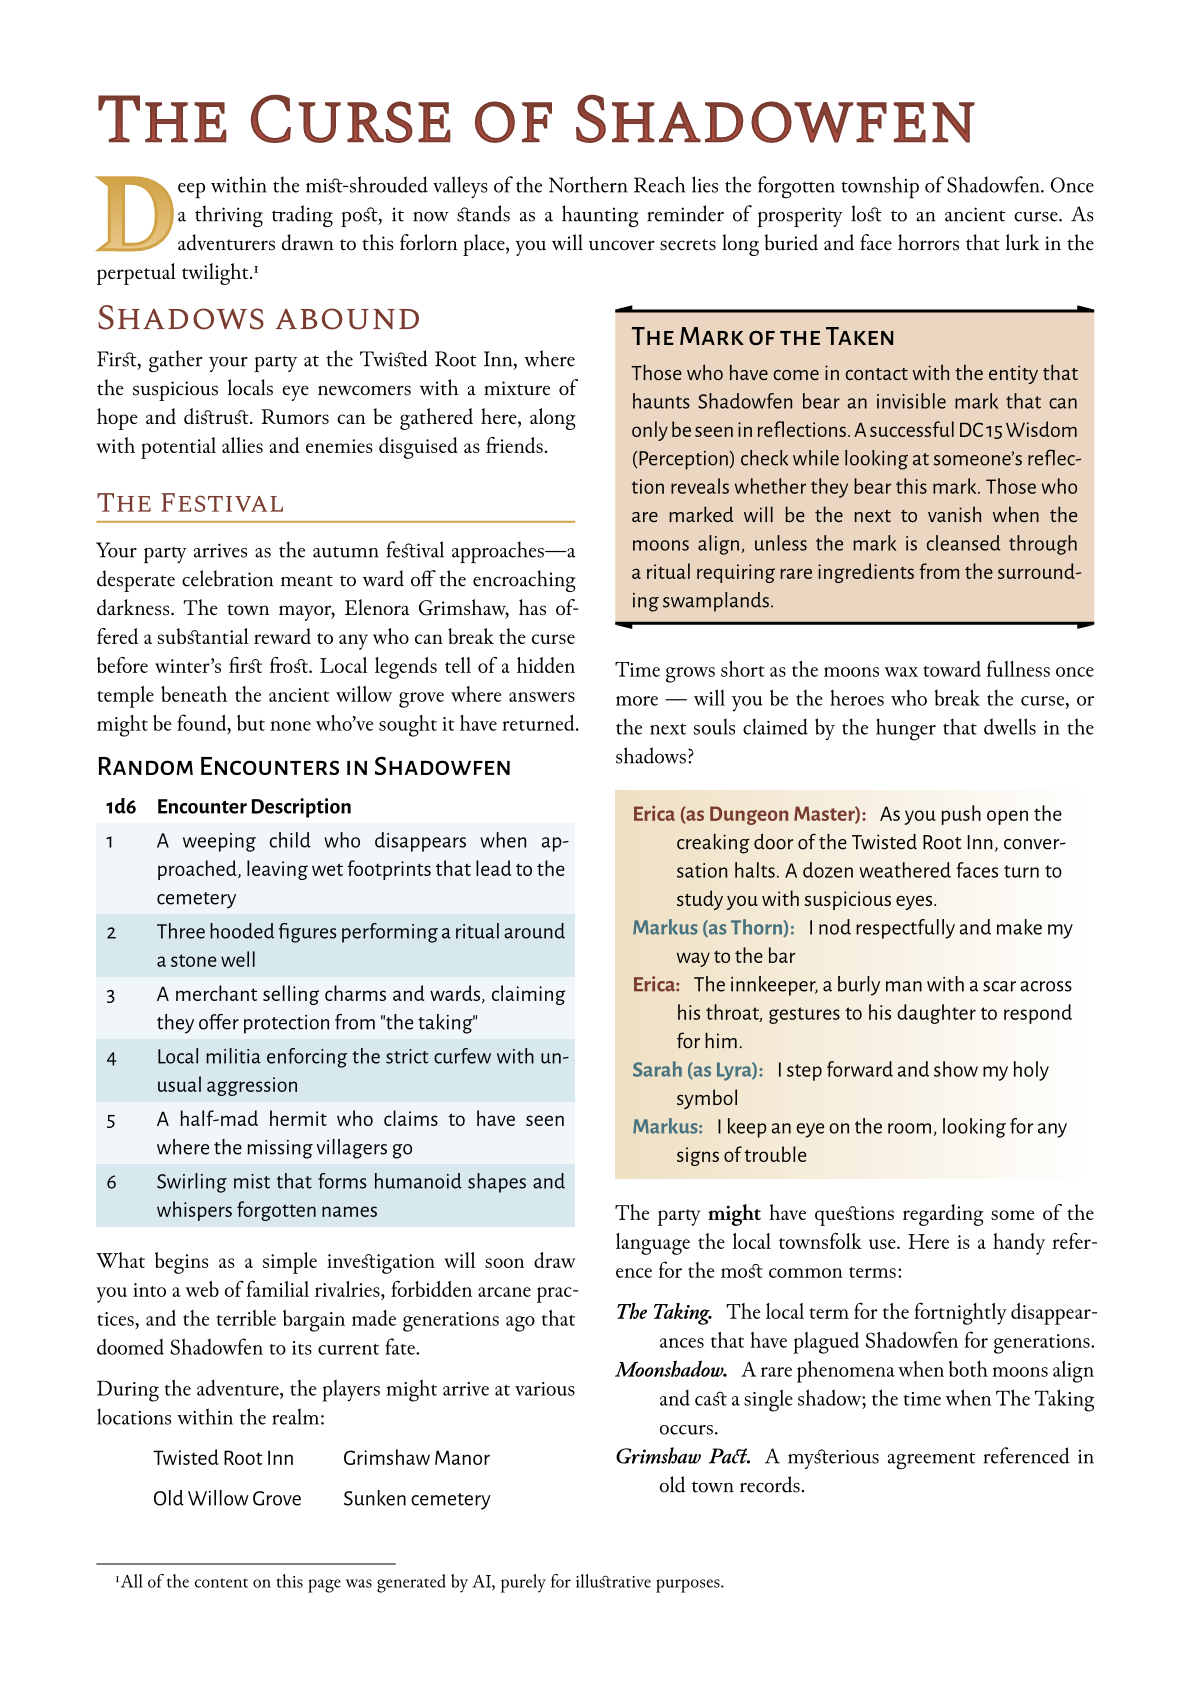 The Curse of Shadowfen
Deep within the mist-shrouded valleys of the Northern Reach lies the forgotten township of Shadowfen. Once
a thriving trading post, it now stands as a haunting reminder of prosperity lost to an ancient curse. As
adventurers drawn to this forlorn place, you will uncover secrets long buried and face horrors that lurk in the
perpetual twilight.¹
Shadows abound
First, gather your party at the Twisted Root Inn, where
the suspicious locals eye newcomers with a mixture of
hope and distrust. Rumors can be gathered here, along
with potential allies and enemies disguised as friends.
The Festival
Your party arrives as the autumn festival approaches—a
desperate celebration meant to ward off the encroaching
darkness. The town mayor, Elenora Grimshaw, has of-
fered a substantial reward to any who can break the curse
before winter's first frost. Local legends tell of a hidden
temple beneath the ancient willow grove where answers
might be found, but none who've sought it have returned.
Random Encounters in Shadowfen
1d6 Encounter Description
1 A weeping child who disappears when ap-
proached, leaving wet footprints that lead to the
cemetery
2 Three hooded figures performing a ritual around
a stone well
3 A merchant selling charms and wards, claiming
they offer protection from "the taking"
4 Local militia enforcing the strict curfew with un-
usual aggression
5 A half-mad hermit who claims to have seen
where the missing villagers go
6 Swirling mist that forms humanoid shapes and
whispers forgotten names
What begins as a simple investigation will soon draw
you into a web of familial rivalries, forbidden arcane prac-
tices, and the terrible bargain made generations ago that
doomed Shadowfen to its current fate.
During the adventure, the players might arrive at various
locations within the realm:
Twisted Root Inn Grimshaw Manor
Old Willow Grove Sunken cemetery
The Mark of the Taken
Those who have come in contact with the entity that
haunts Shadowfen bear an invisible mark that can
only be seen in reflections. A successful DC 15 Wisdom
(Perception) check while looking at someone's reflec-
tion reveals whether they bear this mark. Those who
are marked will be the next to vanish when the
moons align, unless the mark is cleansed through
a ritual requiring rare ingredients from the surround-
ing swamplands.
Time grows short as the moons wax toward fullness once
more — will you be the heroes who break the curse, or
the next souls claimed by the hunger that dwells in the
shadows?
Erica (as Dungeon Master): As you push open the
creaking door of the Twisted Root Inn, conver-
sation halts. A dozen weathered faces turn to
study you with suspicious eyes.
Markus (as Thorn): I nod respectfully and make my
way to the bar
Erica: The innkeeper, a burly man with a scar across
his throat, gestures to his daughter to respond
for him.
Sarah (as Lyra): I step forward and show my holy
symbol
Markus: I keep an eye on the room, looking for any
signs of trouble
The party might have questions regarding some of the
language the local townsfolk use. Here is a handy refer-
ence for the most common terms:
The Taking. The local term for the fortnightly disappear-
ances that have plagued Shadowfen for generations.
Moonshadow. A rare phenomena when both moons align
and cast a single shadow; the time when The Taking
occurs.
Grimshaw Pact. A mysterious agreement referenced in
old town records.
¹All of the content on this page was generated by AI, purely for illustrative purposes.